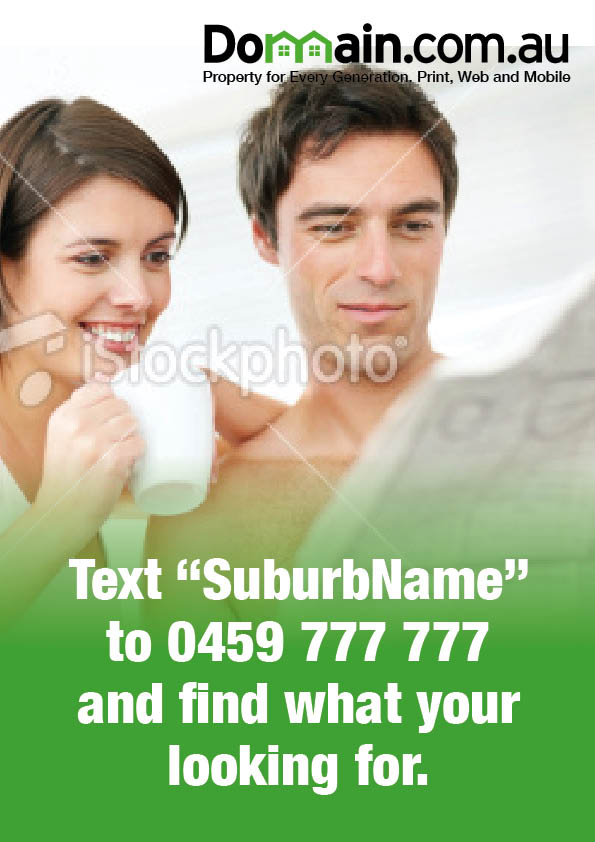 Domain.com.au
Property for Every Generation. Print, Web and Mobile
iStockphoto®
Text “SuburbName”
to 0459 777 777
and find what your
looking for.